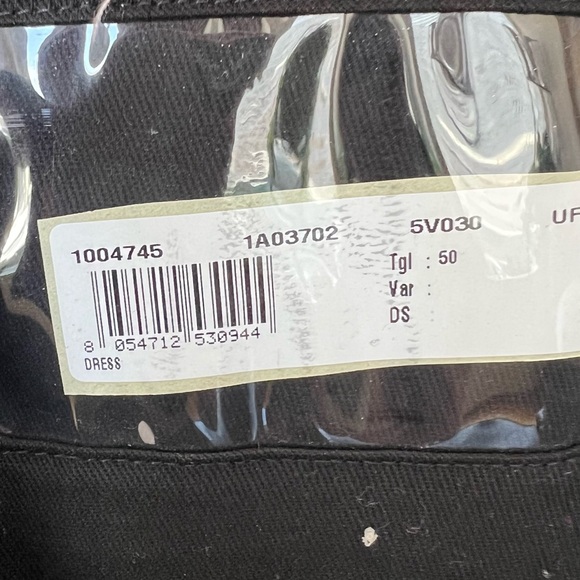 1004745 1A03702 5V030 UF
Tgl : 50
Var :
DS
8 054712 530944
DRESS